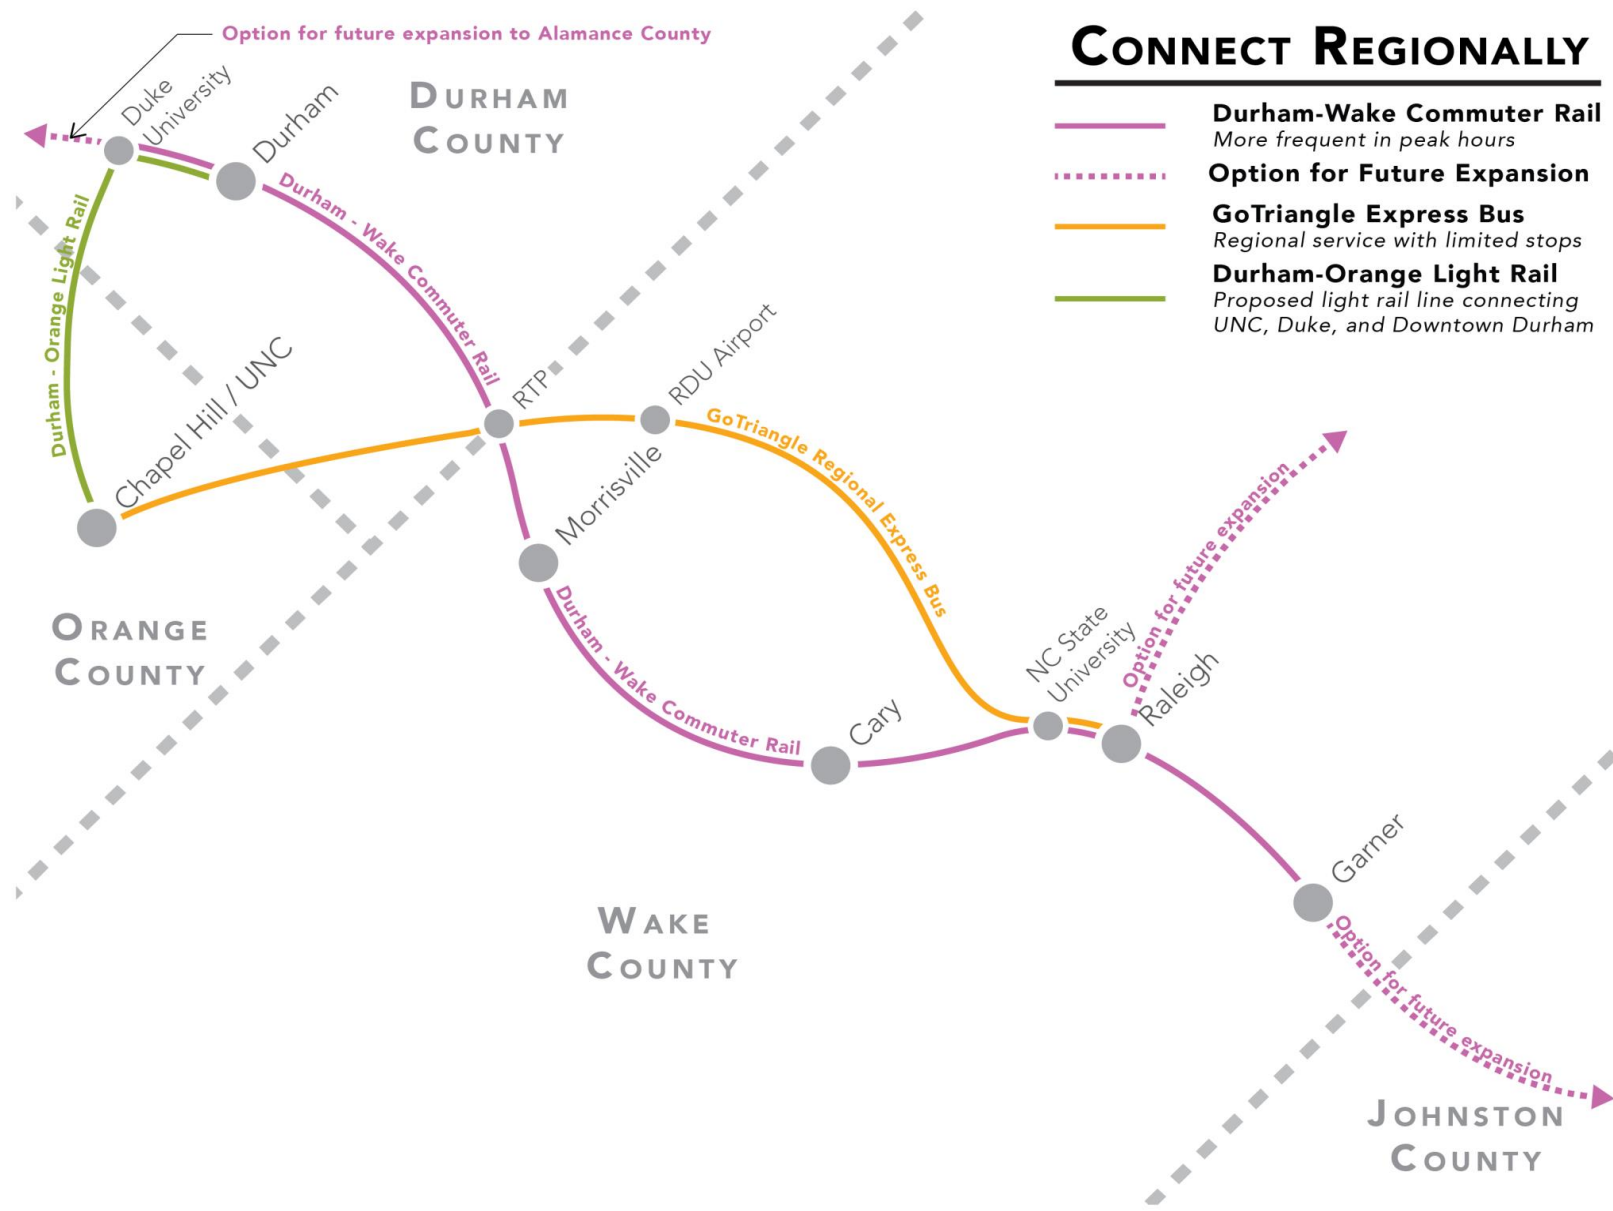 Option for future expansion to Alamance County
CONNECT REGIONALLY
Durham-Wake Commuter Rail
More frequent in peak hours
Option for Future Expansion
GoTriangle Express Bus
Regional service with limited stops
Durham-Orange Light Rail
Proposed light rail line connecting
UNC, Duke, and Downtown Durham
DURHAM
COUNTY
Duke
University
Durham
Durham - Wake Commuter Rail
Durham - Orange Light Rail
Chapel Hill / UNC
RTP
RDU Airport
GoTriangle Regional Express Bus
Morrisville
ORANGE
COUNTY
Durham - Wake Commuter Rail
Cary
NC State
University
Raleigh
Option for future expansion
Garner
WAKE
COUNTY
Option for future expansion
JOHNSTON
COUNTY